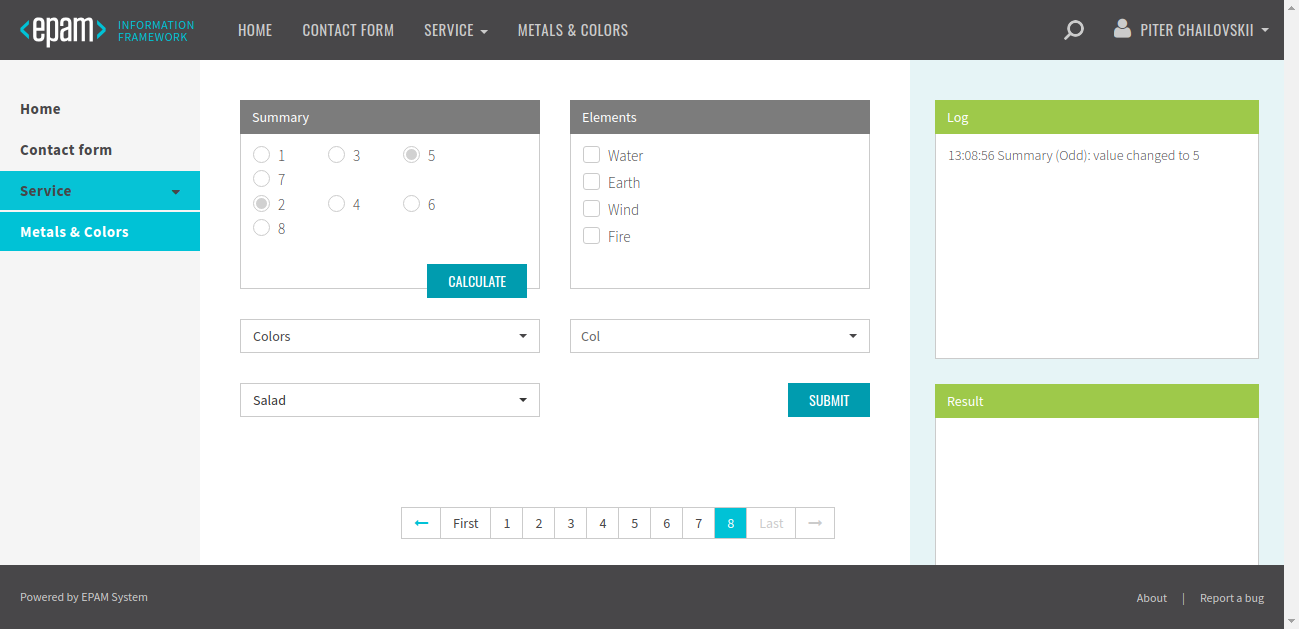 <epam> INFORMATION FRAMEWORK
HOME CONTACT FORM SERVICE METALS & COLORS PITER CHAILOVSKII
Home
Contact form
Service
Metals & Colors
Summary
1 3 5
7
2 4 6
8
CALCULATE
Elements
Water
Earth
Wind
Fire
Colors
Col
Salad
SUBMIT
First 1 2 3 4 5 6 7 8 Last
Log
13:08:56 Summary (Odd): value changed to 5
Result
Powered by EPAM System
About | Report a bug